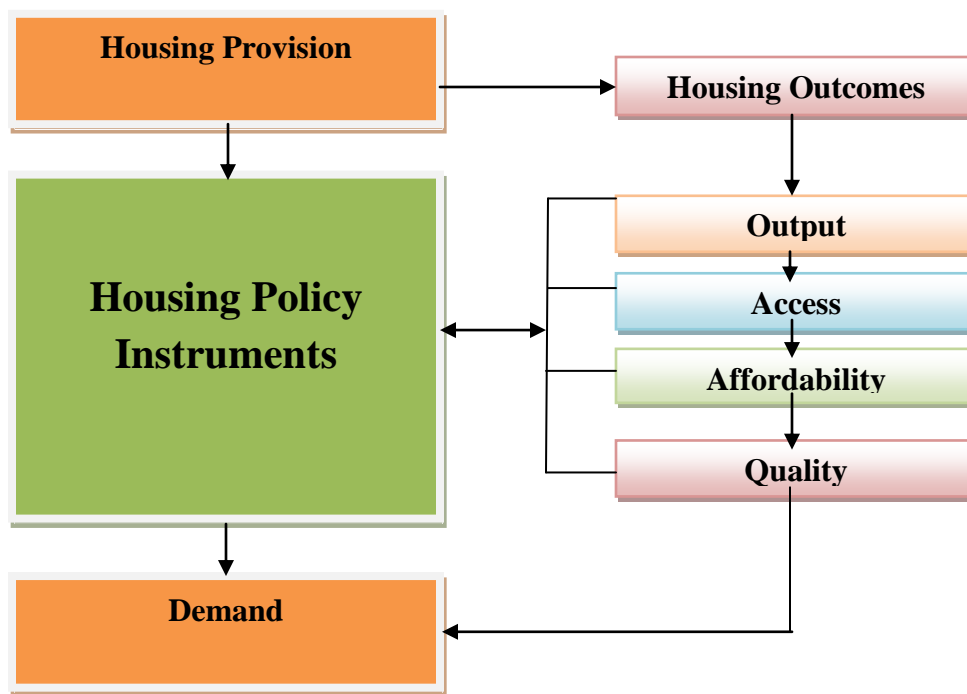 Housing Provision
Housing Outcomes
Housing Policy
Instruments
Output
Access
Affordability
Quality
Demand